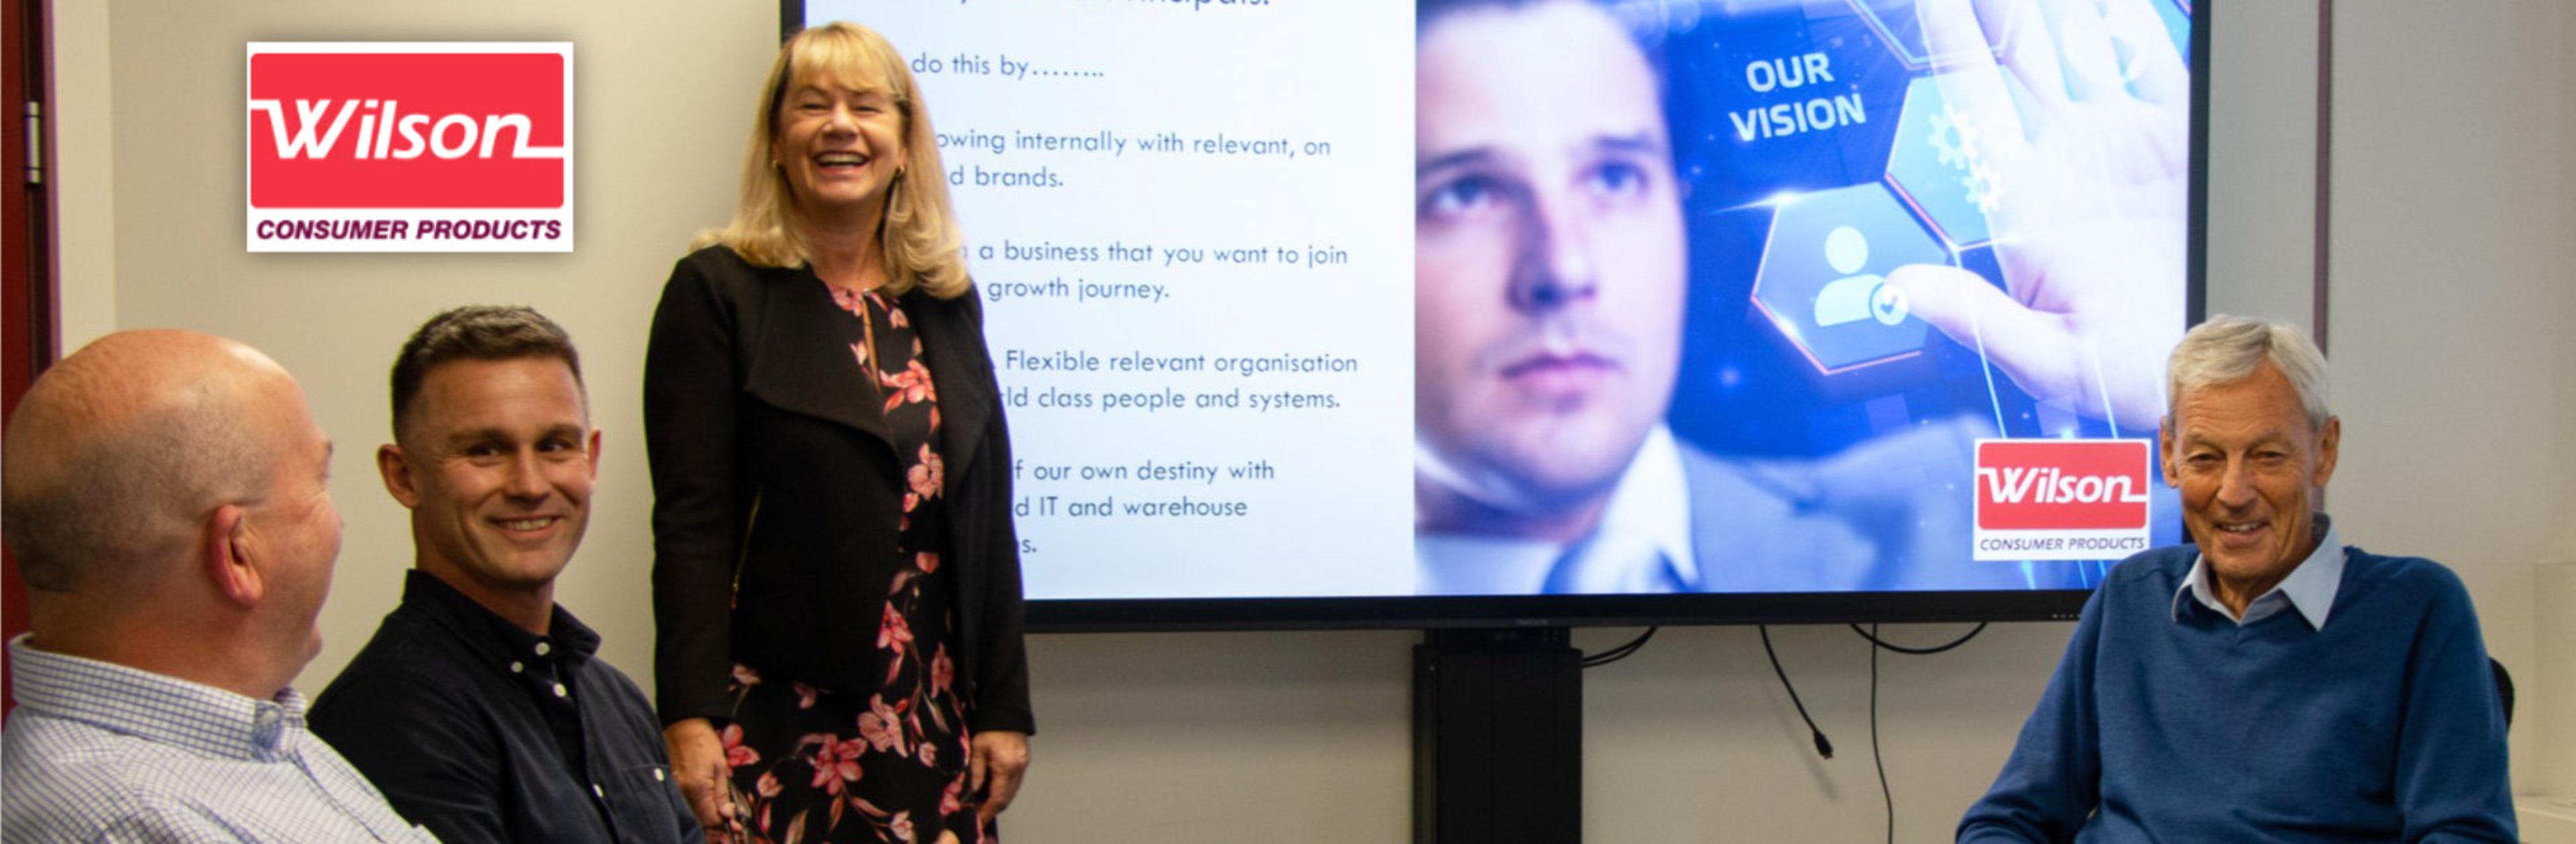 Wilson
CONSUMER PRODUCTS
do this by........
internally with relevant, on
brands.
a business that you want to join
growth journey.
Flexible relevant organisation
class people and systems.
our own destiny with
IT and warehouse
OUR
VISION
Wilson
CONSUMER PRODUCTS